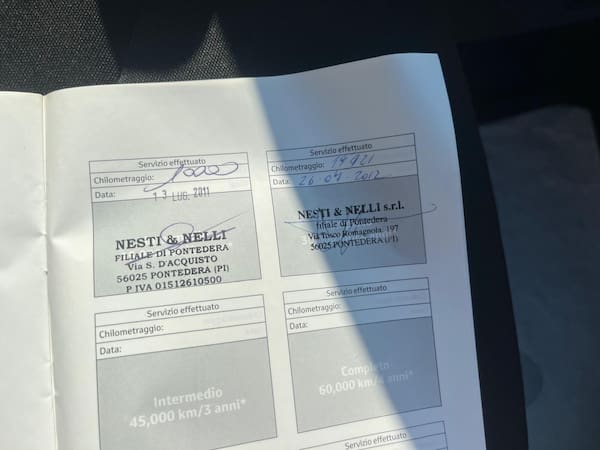 Servizio effettuato
Chilometraggio:
Data: 13 LUG. 2011
NESTI & NELLI
FILIALE DI PONTEDERA
Via S. D'ACQUISTO
56025 PONTEDERA (PI)
P IVA 01512610500
Servizio effettuato
Chilometraggio: 19421
Data: 26 04 2012
NESTI & NELLI s.r.l.
filiale di Pontedera
Via Tosco Romagnola, 197
56025 PONTEDERA (PI)
Servizio effettuato
Chilometraggio:
Data:
Intermedio
45,000 km/3 anni*
Servizio effettuato
Chilometraggio:
Data:
Completo
60,000 km/4 anni*
Servizio effettuato